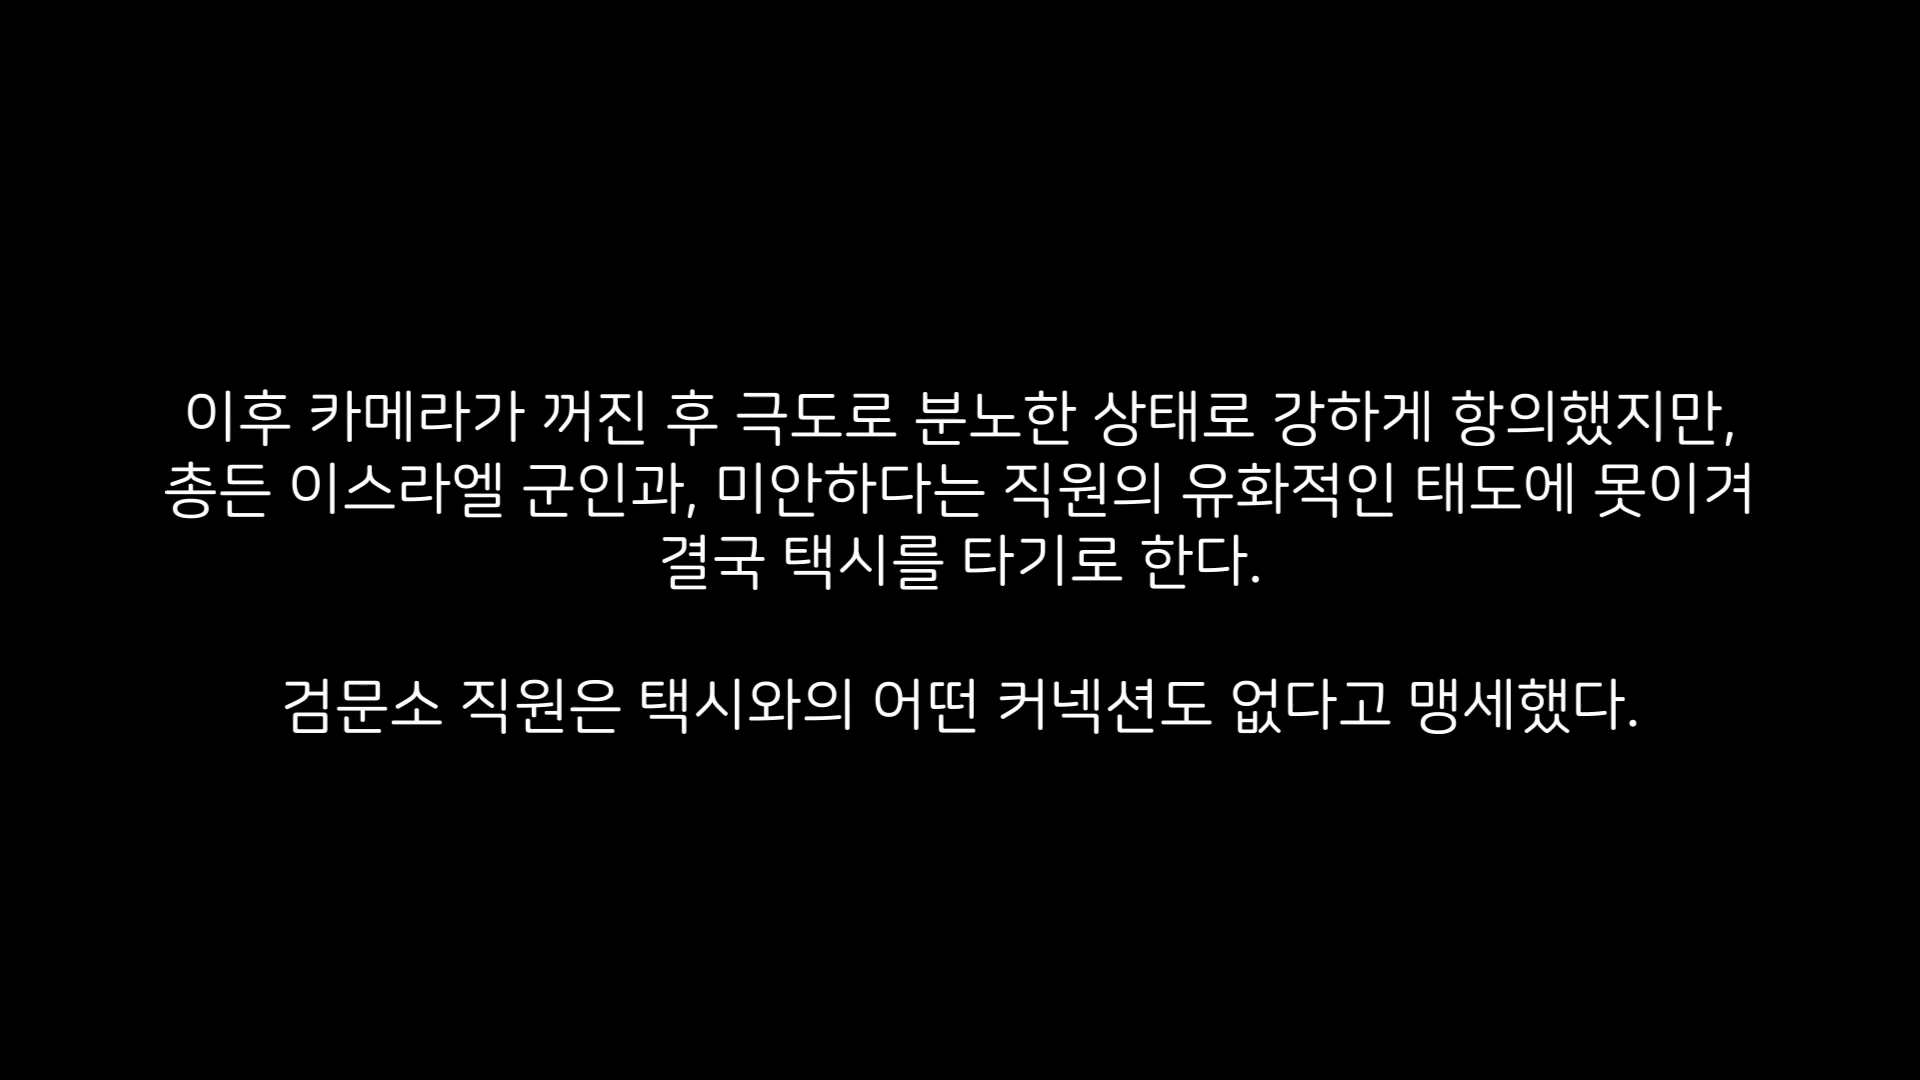 이후 카메라가 꺼진 후 극도로 분노한 상태로 강하게 항의했지만,
총든 이스라엘 군인과, 미안하다는 직원의 유화적인 태도에 못이겨
결국 택시를 타기로 한다.
검문소 직원은 택시와의 어떤 커넥션도 없다고 맹세했다.